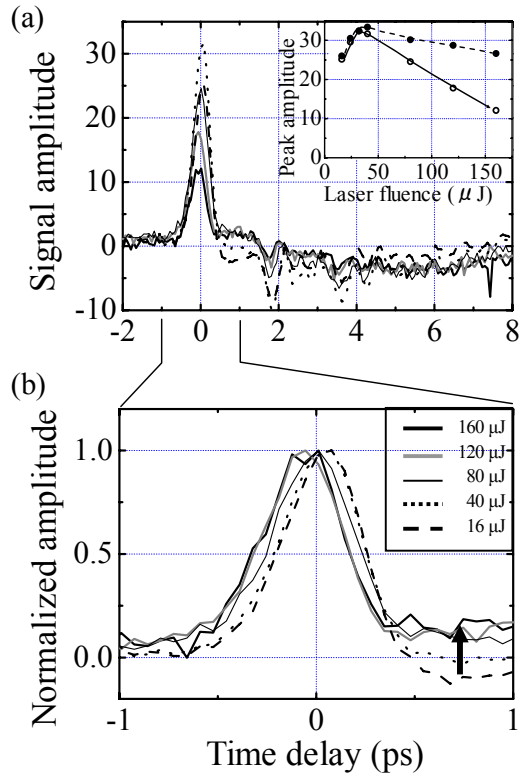 (a)
Signal amplitude
30
20
10
0
-10
-2
0
2
4
6
8
Peak amplitude
30
20
10
0
0
50
100
150
Laser fluence (μJ)
(b)
Normalized amplitude
1.0
0.5
0.0
-1
0
1
Time delay (ps)
160 μJ
120 μJ
80 μJ
40 μJ
16 μJ